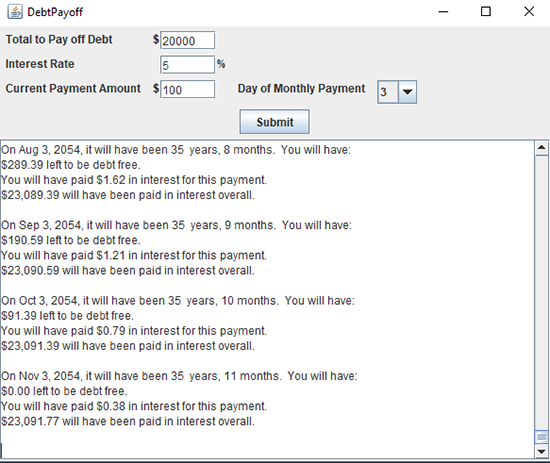 DebtPayoff
Total to Pay off Debt $ 20000
Interest Rate 5 %
Current Payment Amount $ 100 Day of Monthly Payment 3
Submit
On Aug 3, 2054, it will have been 35 years, 8 months. You will have:
$289.39 left to be debt free.
You will have paid $1.62 in interest for this payment.
$23,089.39 will have been paid in interest overall.
On Sep 3, 2054, it will have been 35 years, 9 months. You will have:
$190.59 left to be debt free.
You will have paid $1.21 in interest for this payment.
$23,090.59 will have been paid in interest overall.
On Oct 3, 2054, it will have been 35 years, 10 months. You will have:
$91.39 left to be debt free.
You will have paid $0.79 in interest for this payment.
$23,091.39 will have been paid in interest overall.
On Nov 3, 2054, it will have been 35 years, 11 months. You will have:
$0.00 left to be debt free.
You will have paid $0.38 in interest for this payment.
$23,091.77 will have been paid in interest overall.